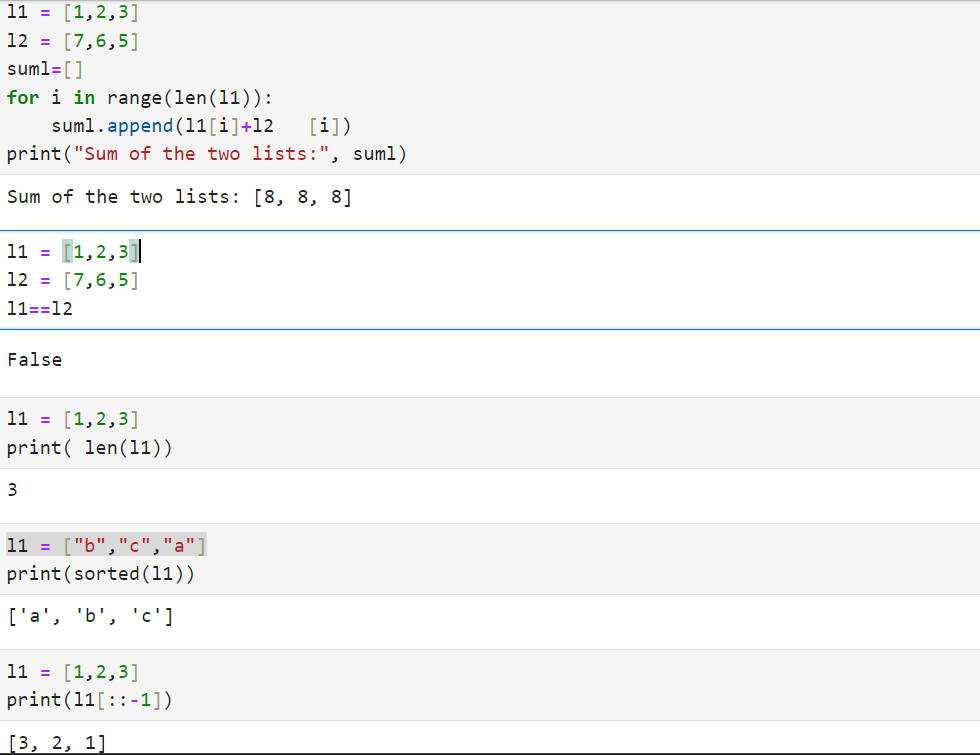 l1 = [1,2,3]
l2 = [7,6,5]
suml=[]
for i in range(len(l1)):
    suml.append(l1[i]+l2   [i])
print("Sum of the two lists:", suml)
Sum of the two lists: [8, 8, 8]
l1 = [1,2,3]
l2 = [7,6,5]
l1==l2
False
l1 = [1,2,3]
print( len(l1))
3
l1 = ["b","c","a"]
print(sorted(l1))
['a', 'b', 'c']
l1 = [1,2,3]
print(l1[::-1])
[3, 2, 1]